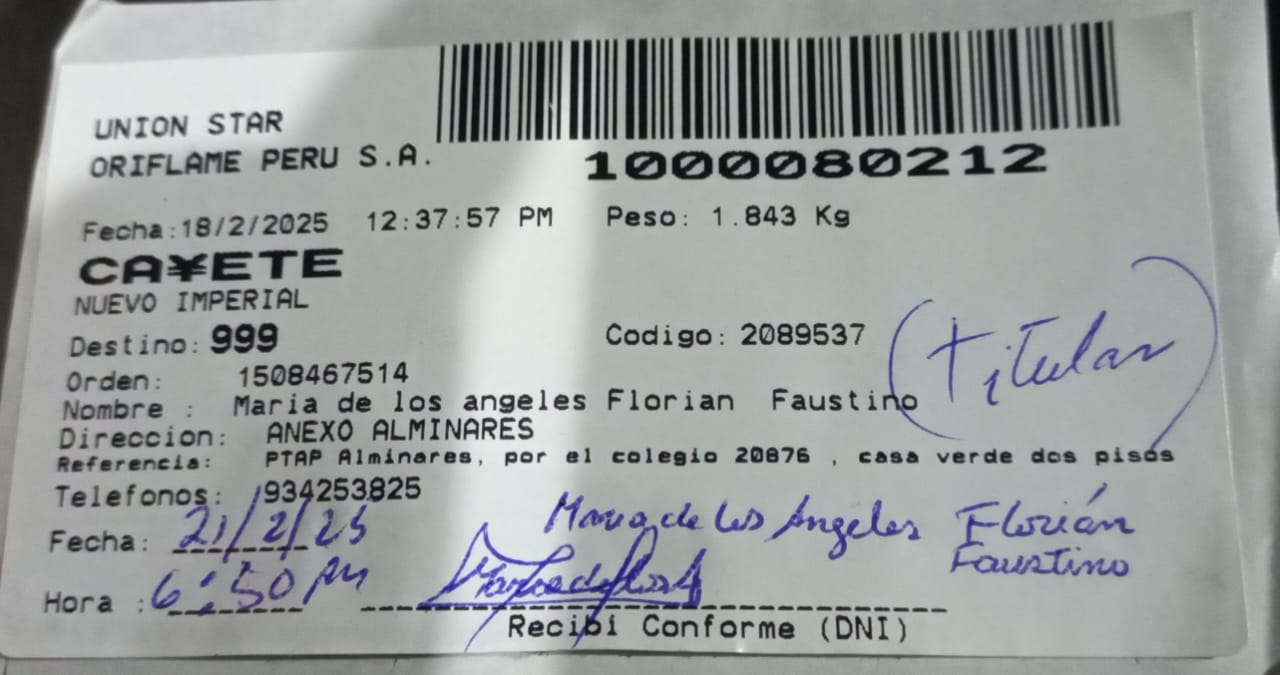 UNION STAR
ORIFLAME PERU S.A.
1000080212
Fecha:18/2/2025 12:37:57 PM Peso: 1.843 Kg
CA¥ETE
NUEVO IMPERIAL
Destino: 999 Codigo: 2089537
(Titular)
Orden: 1508467514
Nombre : Maria de los angeles Florian Faustino
Direccion: ANEXO ALMINARES
Referencia: PTAP Alminares, por el colegio 20876 , casa verde dos pisos
Telefonos: 934253825
Maria de los Angeles Florián
Faustino
Fecha: 21/2/25
Hora : 6:50 PM
Recibi Conforme (DNI)